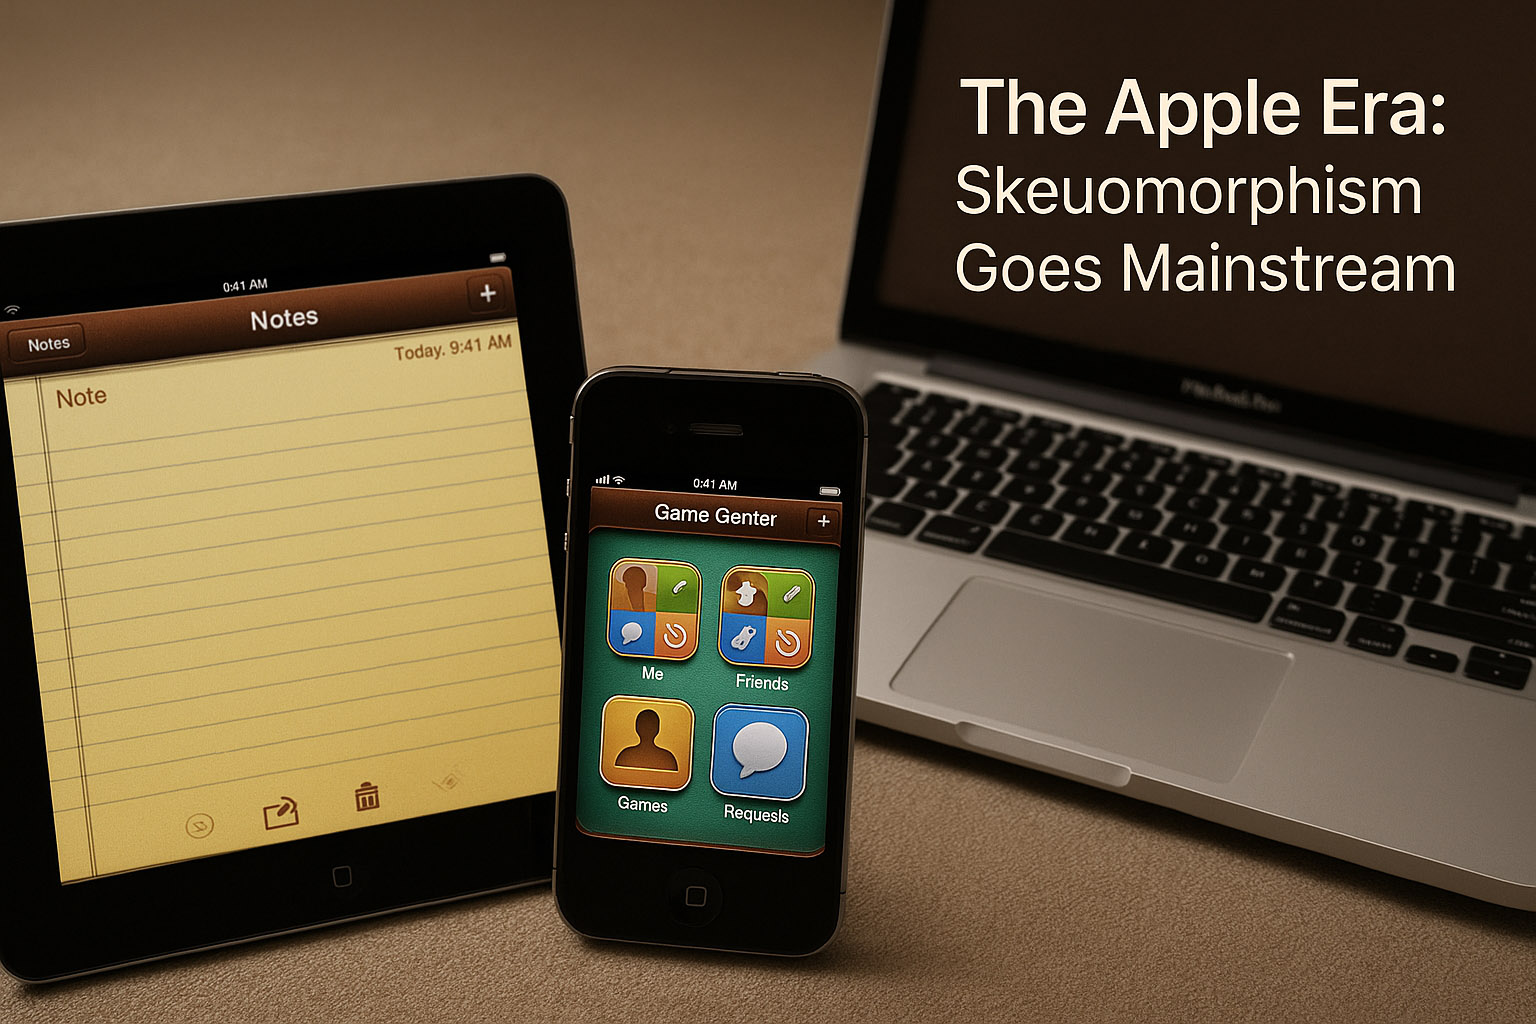 The Apple Era:
Skeuomorphism
Goes Mainstream
0:41 AM
Notes
Notes
+
Today. 9:41 AM
Note
0:41 AM
Game Genter
+
Me
Friends
Games
Requesls